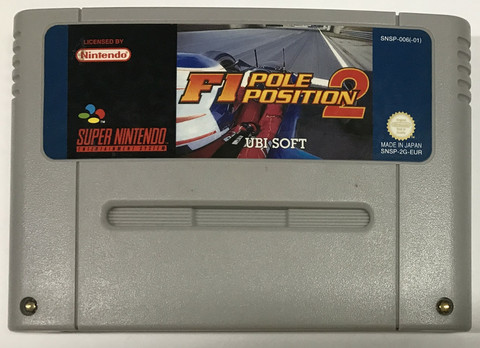 LICENSED BY
Nintendo
SNSP-006(-01)
F1 POLE
POSITION 2
SUPER NINTENDO
ENTERTAINMENT SYSTEM
UBI SOFT
MADE IN JAPAN
SNSP-2G-EUR